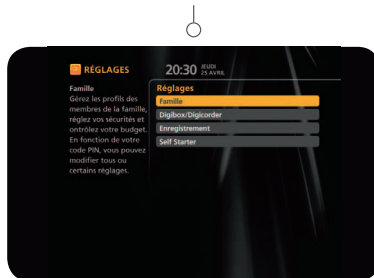 RÉGLAGES
20:30 JEUDI
25 AVRIL
Famille
Gérez les profils des
membres de la famille,
réglez vos sécurités et
ontrôlez votre budget.
En fonction de votre
code PIN, vous pouvez
modifier tous ou
certains réglages.
Réglages
Famille
Digibox/Digicorder
Enregistrement
Self Starter